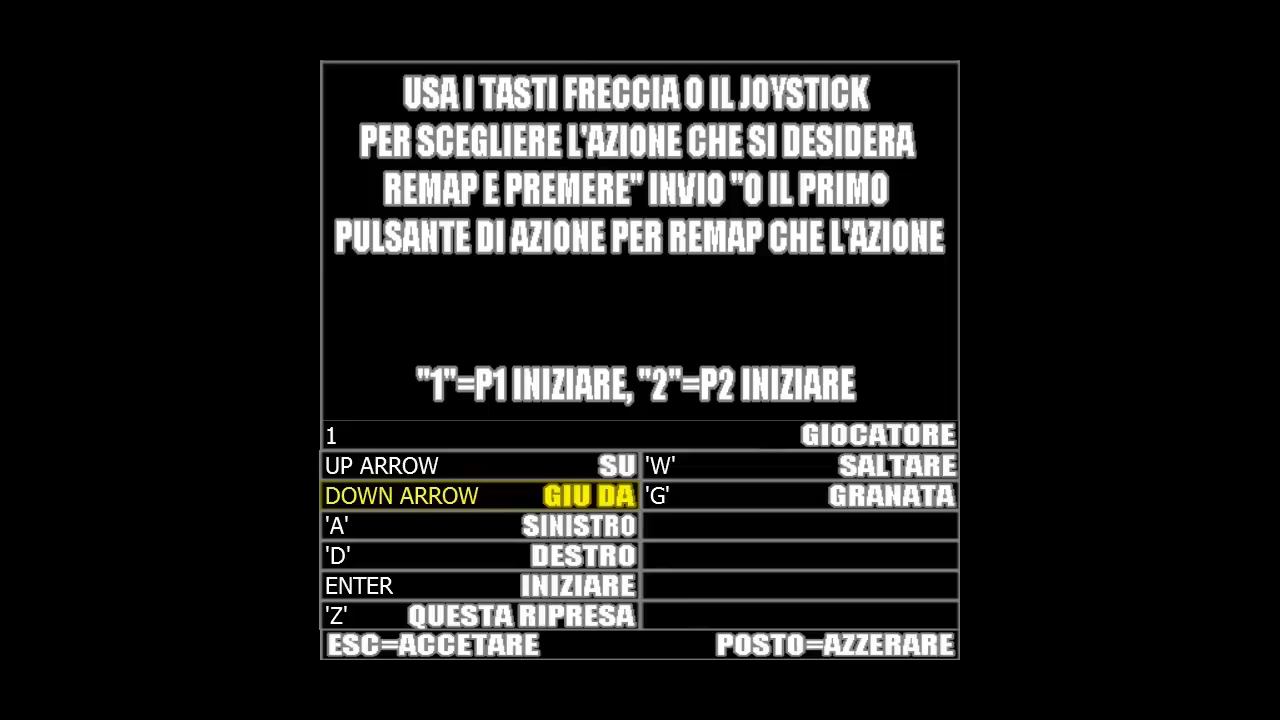 USA I TASTI FRECCIA O IL JOYSTICK
PER SCEGLIERE L'AZIONE CHE SI DESIDERA
REMAP E PREMERE" INVIO "O IL PRIMO
PULSANTE DI AZIONE PER REMAP CHE L'AZIONE
"1"=P1 INIZIARE, "2"=P2 INIZIARE
1 GIOCATORE
UP ARROW SU 'W' SALTARE
DOWN ARROW GIU DA 'G' GRANATA
'A' SINISTRO
'D' DESTRO
ENTER INIZIARE
'Z' QUESTA RIPRESA
ESC=ACCETARE POSTO=AZZERARE